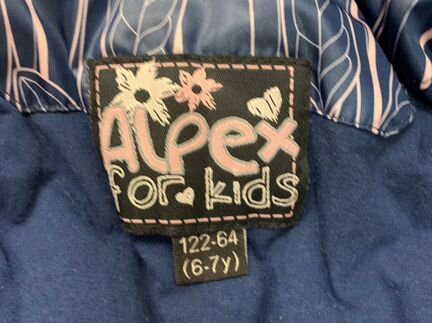 Alpex
for kids
122-64
(6-7y)